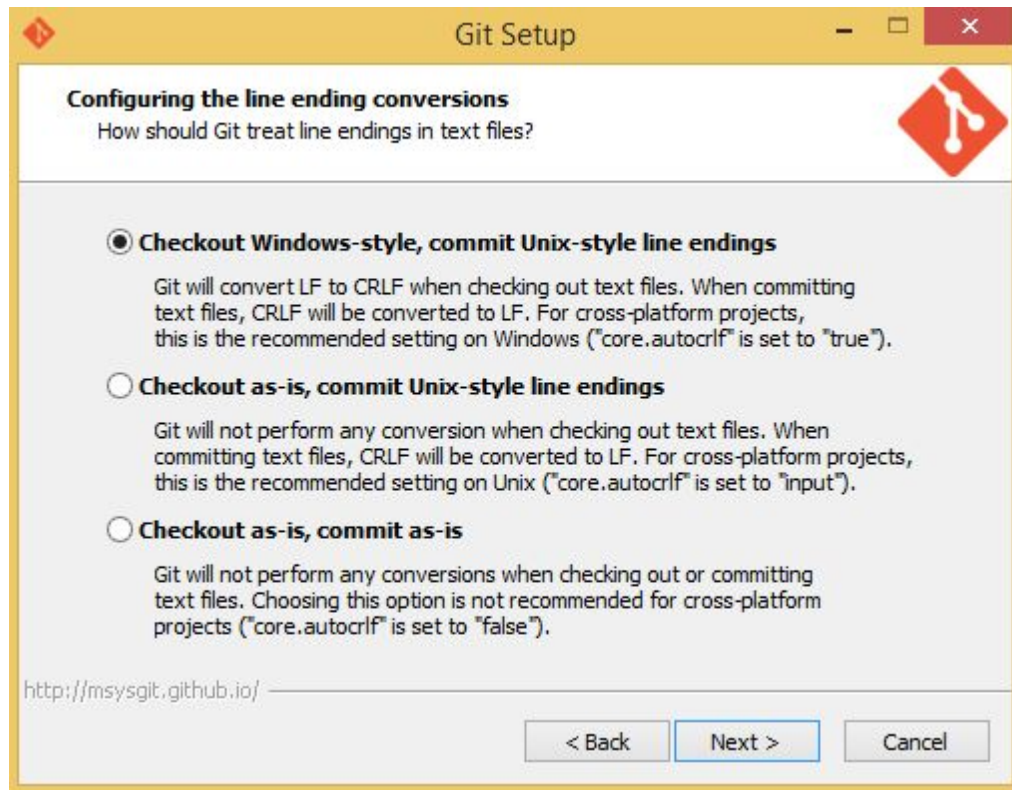 Git Setup
Configuring the line ending conversions
How should Git treat line endings in text files?
Checkout Windows-style, commit Unix-style line endings
Git will convert LF to CRLF when checking out text files. When committing
text files, CRLF will be converted to LF. For cross-platform projects,
this is the recommended setting on Windows ("core.autocrlf" is set to "true").
Checkout as-is, commit Unix-style line endings
Git will not perform any conversion when checking out text files. When
committing text files, CRLF will be converted to LF. For cross-platform projects,
this is the recommended setting on Unix ("core.autocrlf" is set to "input").
Checkout as-is, commit as-is
Git will not perform any conversions when checking out or committing
text files. Choosing this option is not recommended for cross-platform
projects ("core.autocrlf" is set to "false").
http://msysgit.github.io/
< Back
Next >
Cancel